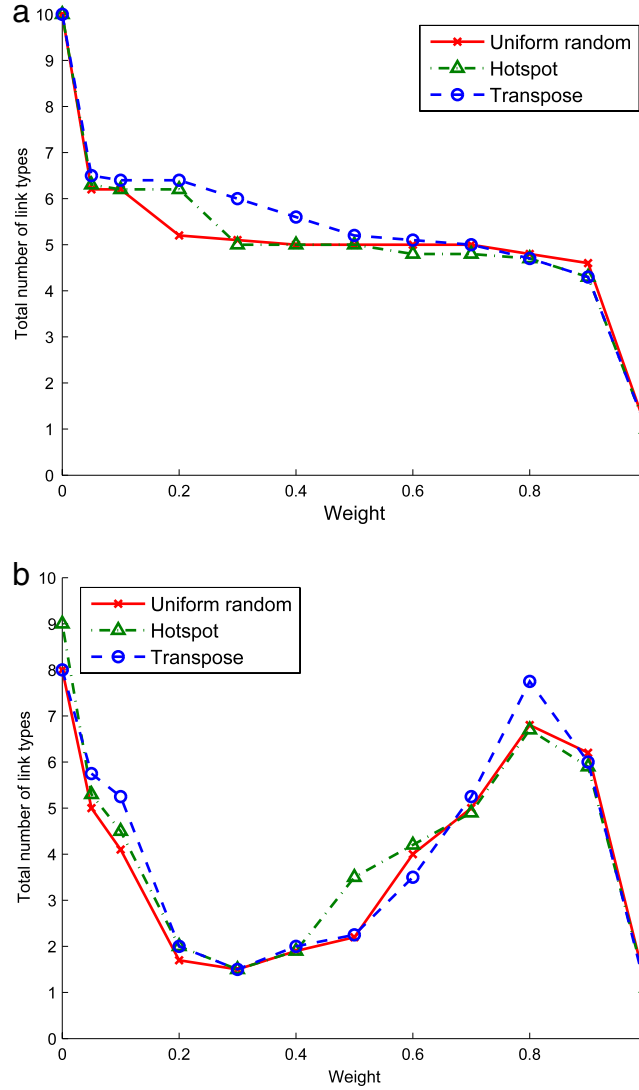 a
10
9
8
7
6
5
4
3
2
1
0
Total number of link types
Uniform random
Hotspot
Transpose
0 0.2 0.4 0.6 0.8
Weight
b
10
9
8
7
6
5
4
3
2
1
0
Total number of link types
Uniform random
Hotspot
Transpose
0 0.2 0.4 0.6 0.8
Weight